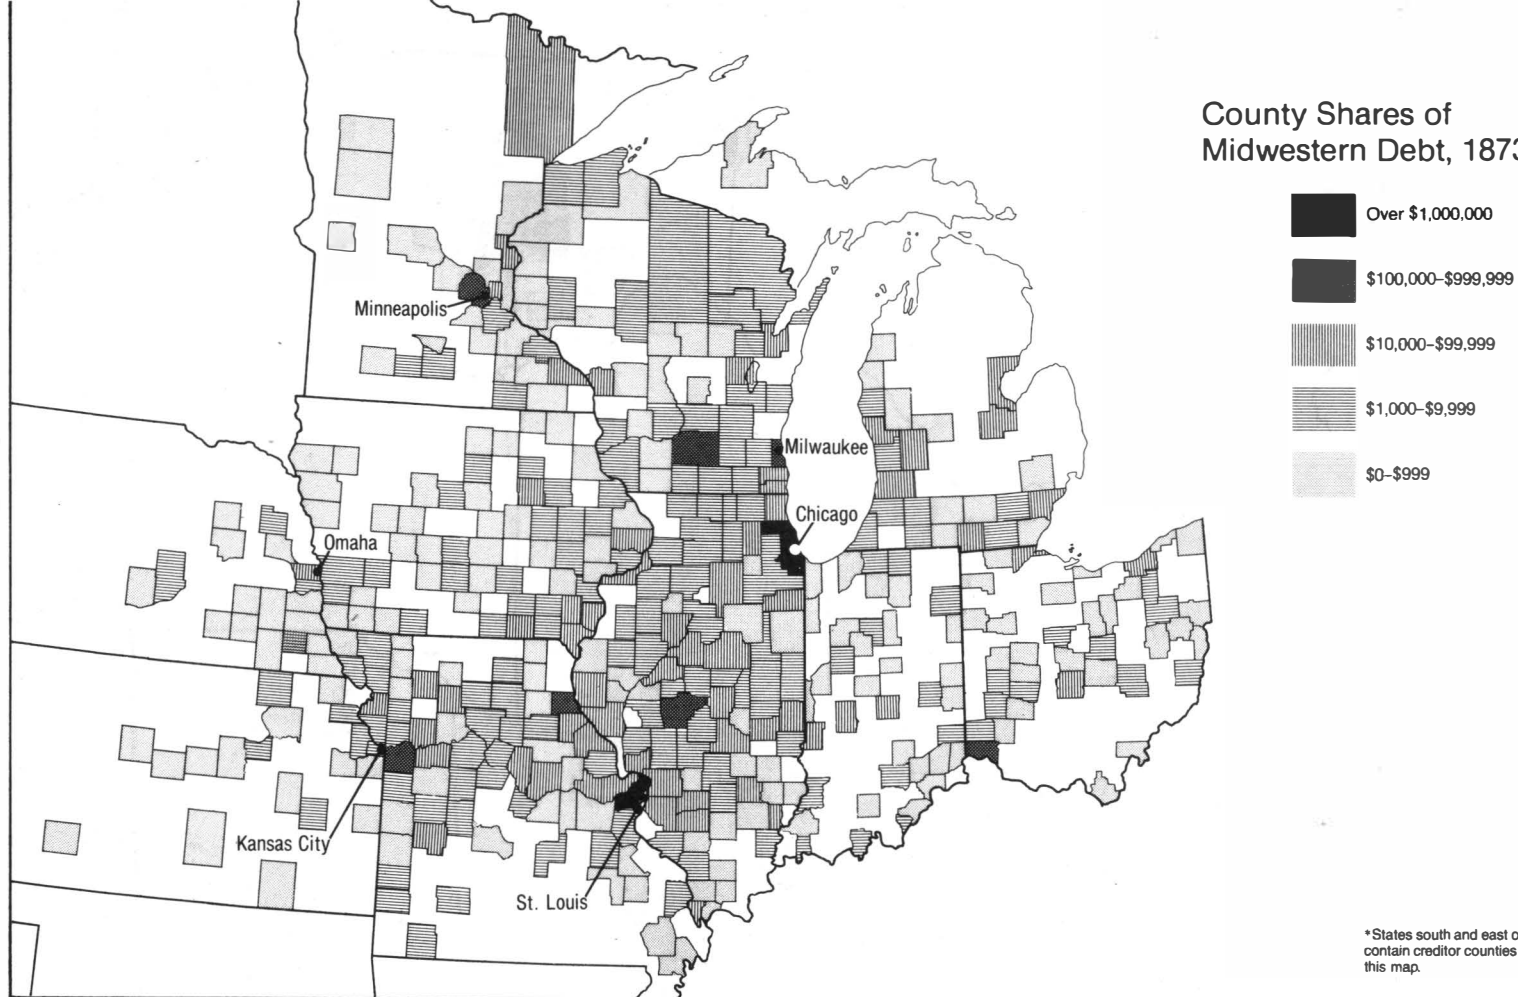 County Shares of
Midwestern Debt, 187
Over $1,000,000
$100,000–$999,999
$10,000–$99,999
$1,000–$9,999
$0–$999
Minneapolis
Milwaukee
Chicago
Omaha
Kansas City
St. Louis
*States south and east
contain creditor counties
this map.